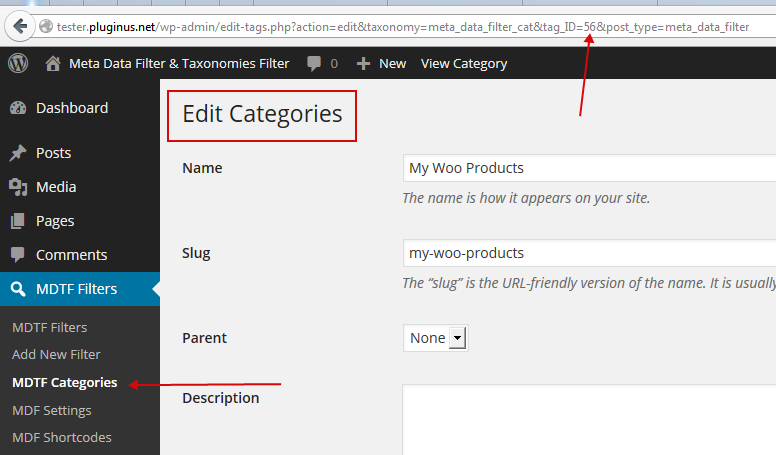 tester.pluginus.net/wp-admin/edit-tags.php?action=edit&taxonomy=meta_data_filter_cat&tag_ID=56&post_type=meta_data_filter
Meta Data Filter & Taxonomies Filter 0 New View Category
Dashboard
Posts
Media
Pages
Comments
MDTF Filters
MDTF Filters
Add New Filter
MDTF Categories
MDF Settings
MDF Shortcodes
Edit Categories
Name
My Woo Products
The name is how it appears on your site.
Slug
my-woo-products
The “slug” is the URL-friendly version of the name. It is usually
Parent
None
Description